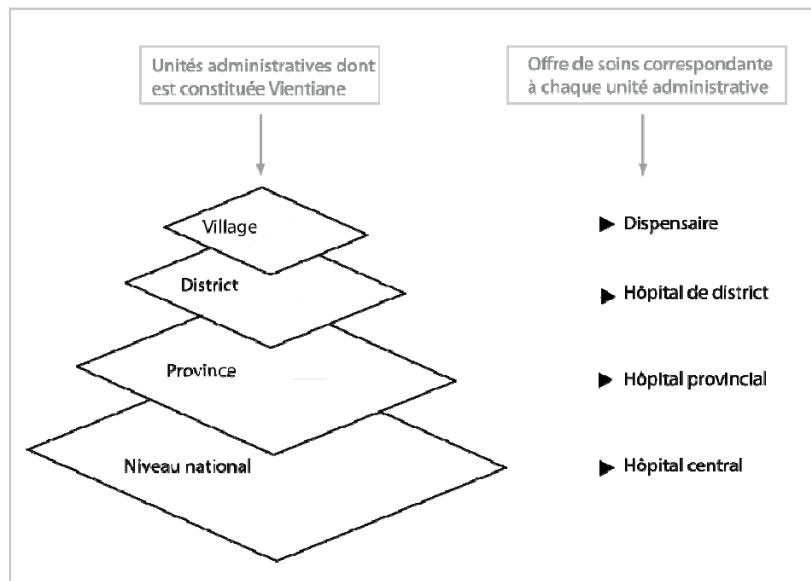 Unités administratives dont
est constituée Vientiane
Offre de soins correspondante
à chaque unité administrative
Village
Dispensaire
District
Hôpital de district
Province
Hôpital provincial
Niveau national
Hôpital central